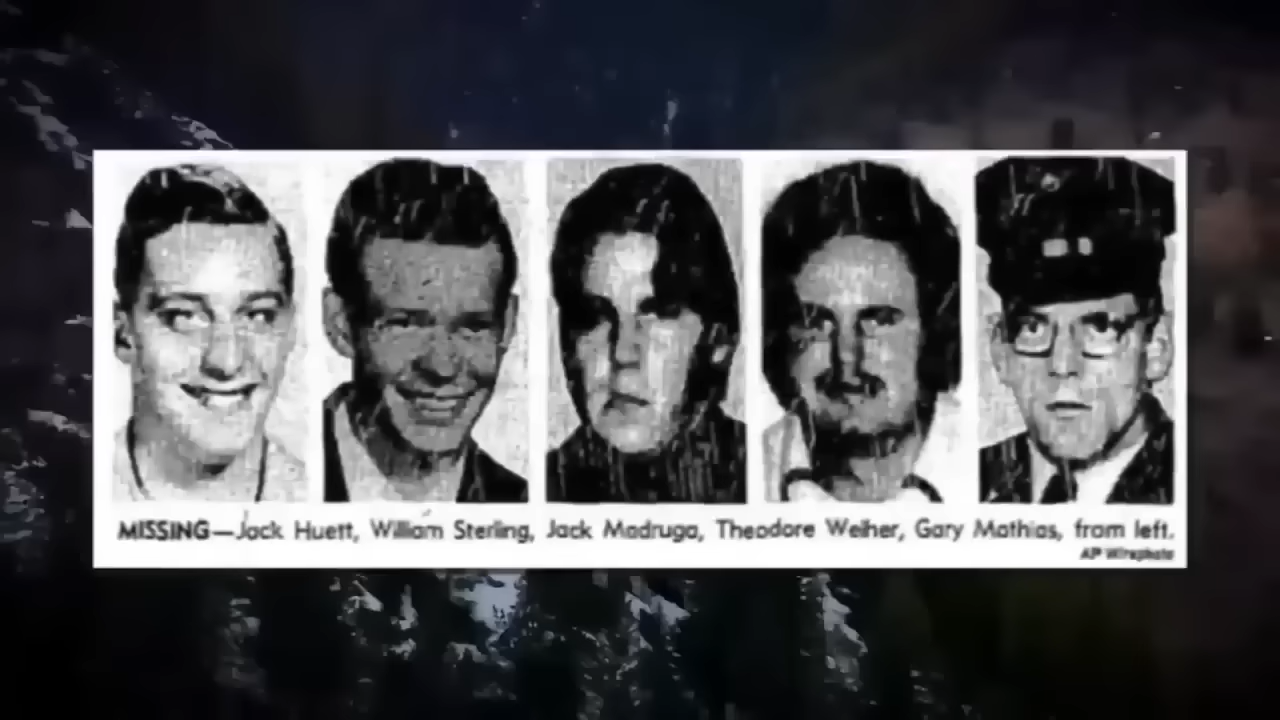 MISSING—Jack Huett, William Sterling, Jack Madruga, Theodore Weiher, Gary Mathias, from left.
AP Wirephoto